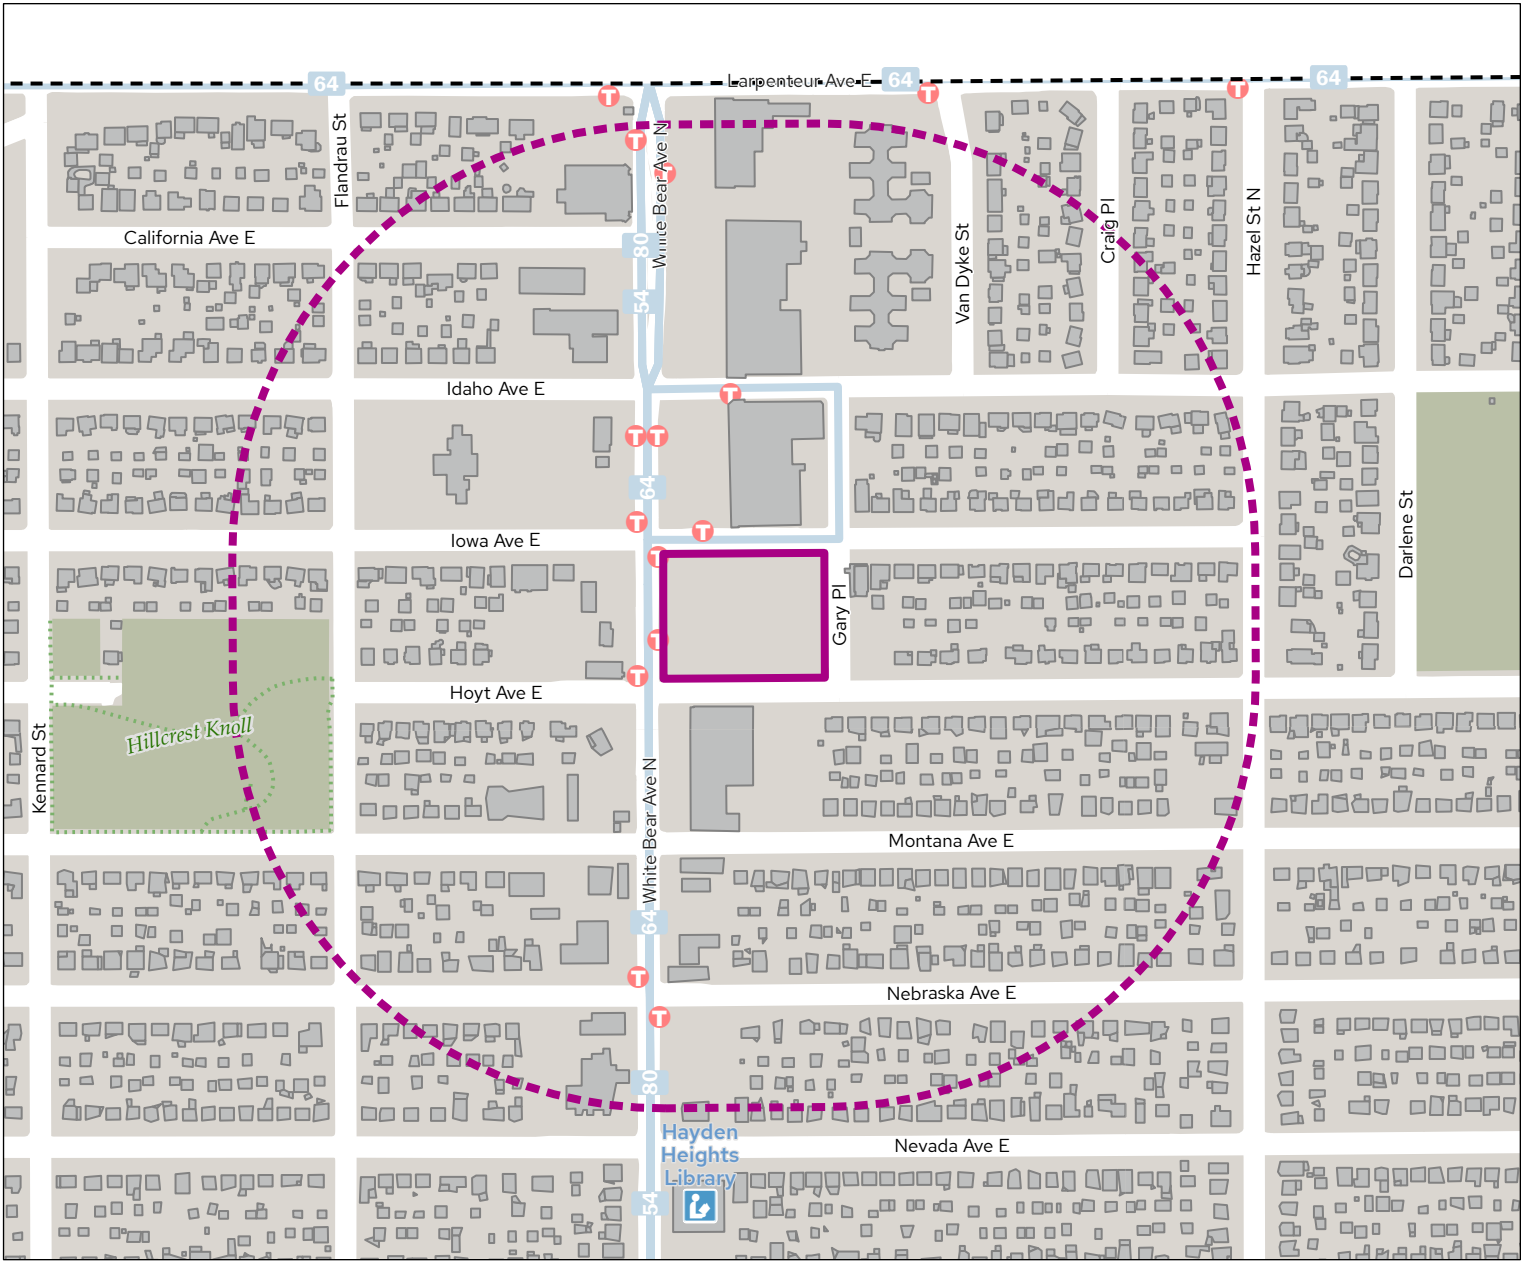 64
Larpenteur Ave E
64
64
T
T
T
T
T
Flandrau St
White Bear Ave N
Craig Pl
Hazel St N
California Ave E
Van Dyke St
80
54
Idaho Ave E
T
T
T
64
T
T
Iowa Ave E
T
Darlene St
Gary Pl
T
T
Hoyt Ave E
Hillcrest Knoll
Kennard St
White Bear Ave N
Montana Ave E
64
T
Nebraska Ave E
T
80
Hayden
Heights
Library
Nevada Ave E
54